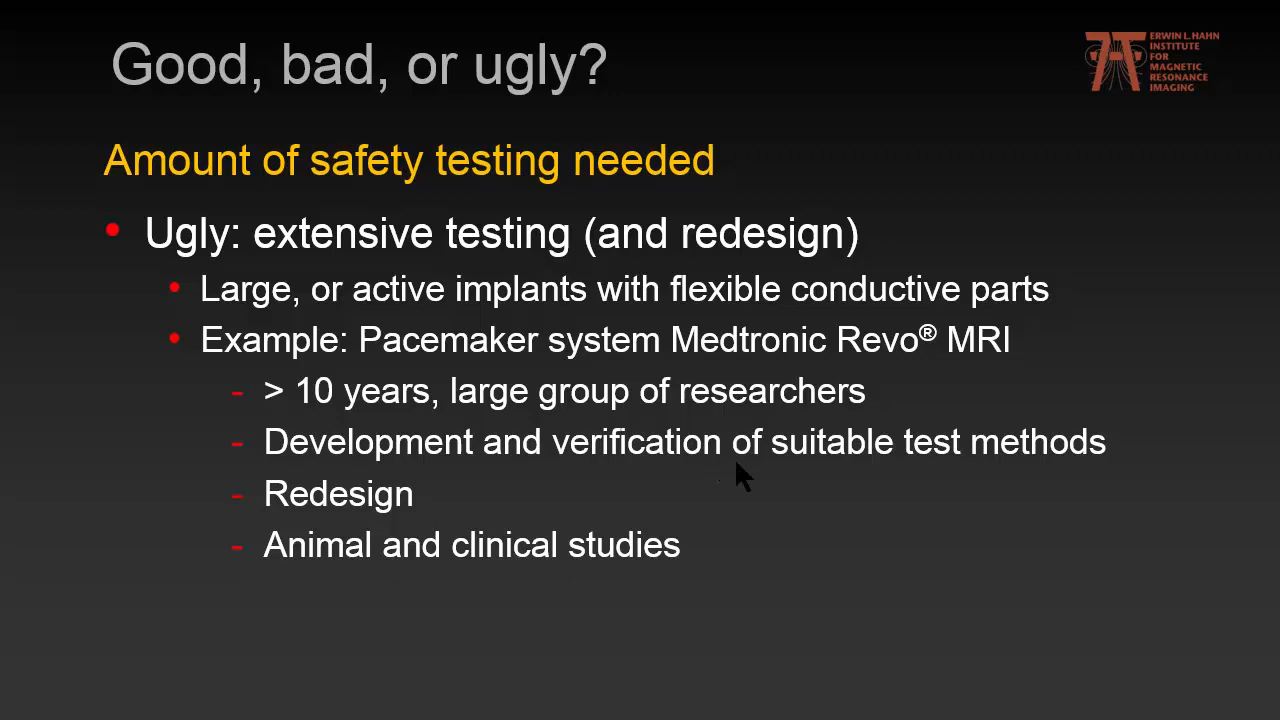 Good, bad, or ugly?
ERWIN L. HAHN
INSTITUTE
FOR
MAGNETIC
RESONANCE
IMAGING
Amount of safety testing needed
• Ugly: extensive testing (and redesign)
• Large, or active implants with flexible conductive parts
• Example: Pacemaker system Medtronic Revo® MRI
- > 10 years, large group of researchers
- Development and verification of suitable test methods
- Redesign
- Animal and clinical studies